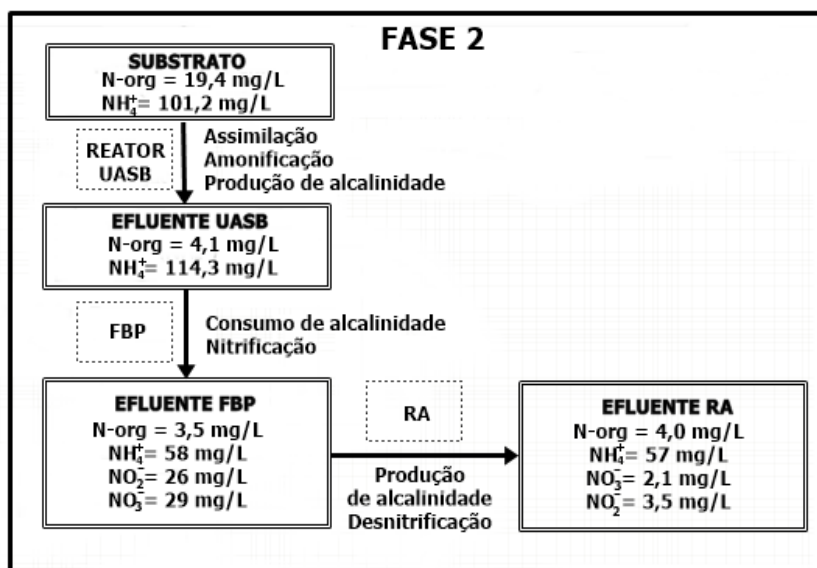 FASE 2
SUBSTRATO
N-org = 19,4 mg/L
NH₄⁺= 101,2 mg/L
REATOR
UASB
Assimilação
Amonificação
Produção de alcalinidade
EFLUENTE UASB
N-org = 4,1 mg/L
NH₄⁺= 114,3 mg/L
FBP
Consumo de alcalinidade
Nitrificação
EFLUENTE FBP
N-org = 3,5 mg/L
NH₄⁺= 58 mg/L
NO₂⁻= 26 mg/L
NO₃⁻= 29 mg/L
RA
Produção
de alcalinidade
Desnitrificação
EFLUENTE RA
N-org = 4,0 mg/L
NH₄⁺= 57 mg/L
NO₃⁻= 2,1 mg/L
NO₂⁻= 3,5 mg/L